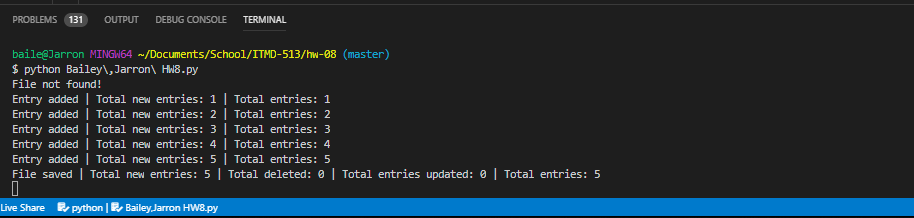 PROBLEMS 131 OUTPUT DEBUG CONSOLE TERMINAL
baile@Jarron MINGW64 ~/Documents/School/ITMD-513/hw-08 (master)
$ python Bailey\,Jarron\ HW8.py
File not found!
Entry added | Total new entries: 1 | Total entries: 1
Entry added | Total new entries: 2 | Total entries: 2
Entry added | Total new entries: 3 | Total entries: 3
Entry added | Total new entries: 4 | Total entries: 4
Entry added | Total new entries: 5 | Total entries: 5
File saved | Total new entries: 5 | Total deleted: 0 | Total entries updated: 0 | Total entries: 5
Live Share python | Bailey,Jarron HW8.py